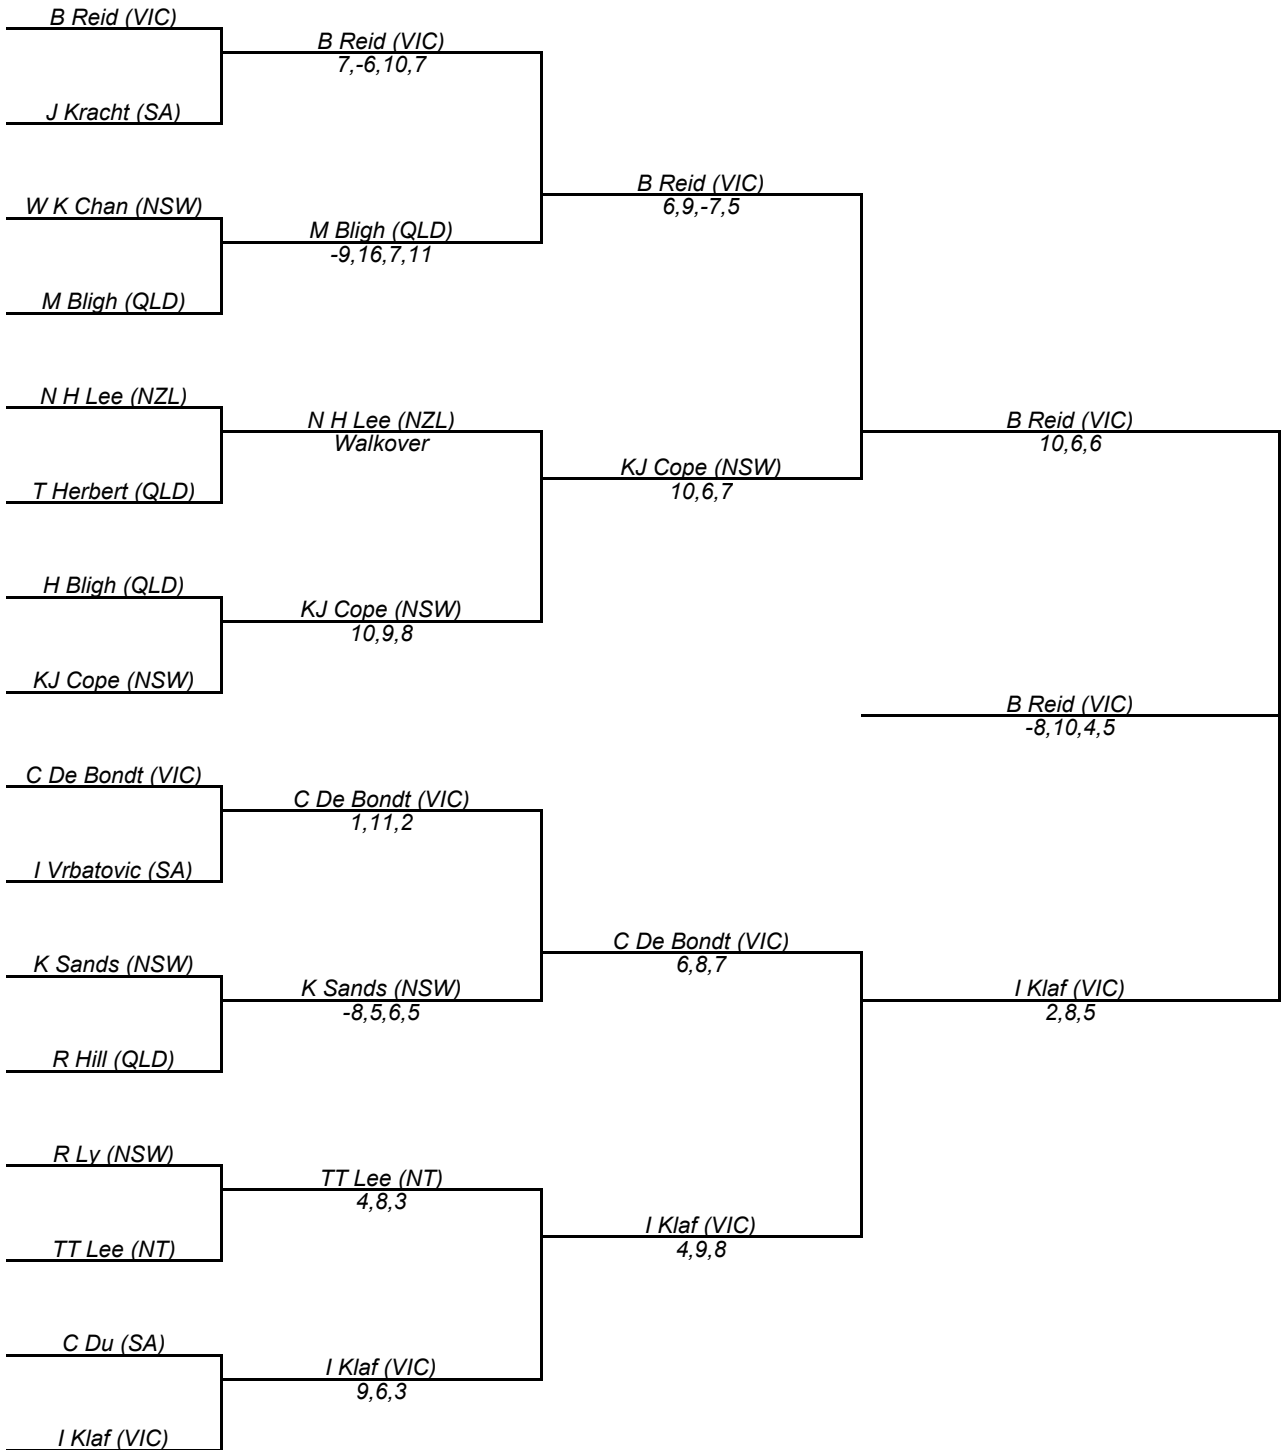 B Reid (VIC)
B Reid (VIC)
7,-6,10,7
J Kracht (SA)
B Reid (VIC)
6,9,-7,5
W K Chan (NSW)
M Bligh (QLD)
-9,16,7,11
M Bligh (QLD)
N H Lee (NZL)
N H Lee (NZL)
Walkover
B Reid (VIC)
10,6,6
KJ Cope (NSW)
10,6,7
T Herbert (QLD)
H Bligh (QLD)
KJ Cope (NSW)
10,9,8
KJ Cope (NSW)
B Reid (VIC)
-8,10,4,5
C De Bondt (VIC)
C De Bondt (VIC)
1,11,2
I Vrbatovic (SA)
C De Bondt (VIC)
6,8,7
K Sands (NSW)
K Sands (NSW)
-8,5,6,5
I Klaf (VIC)
2,8,5
R Hill (QLD)
R Ly (NSW)
TT Lee (NT)
4,8,3
I Klaf (VIC)
4,9,8
TT Lee (NT)
C Du (SA)
I Klaf (VIC)
9,6,3
I Klaf (VIC)